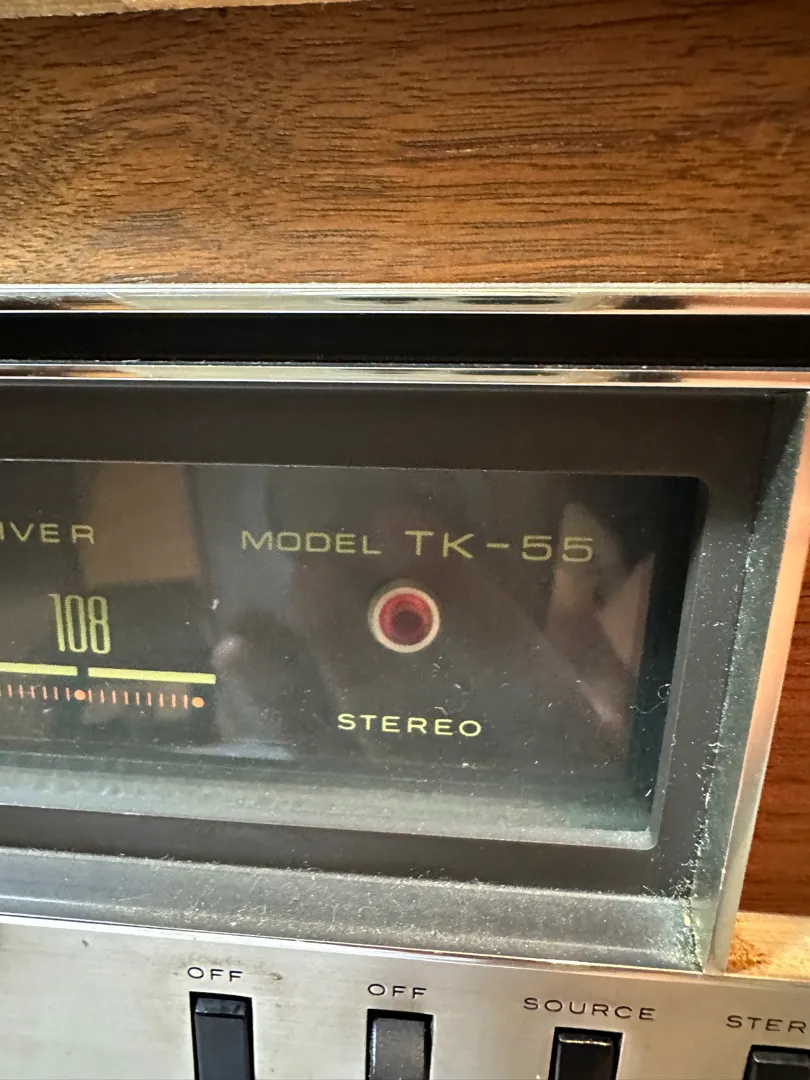 IVER
MODEL TK-55
108
STEREO
OFF
OFF
SOURCE
STER